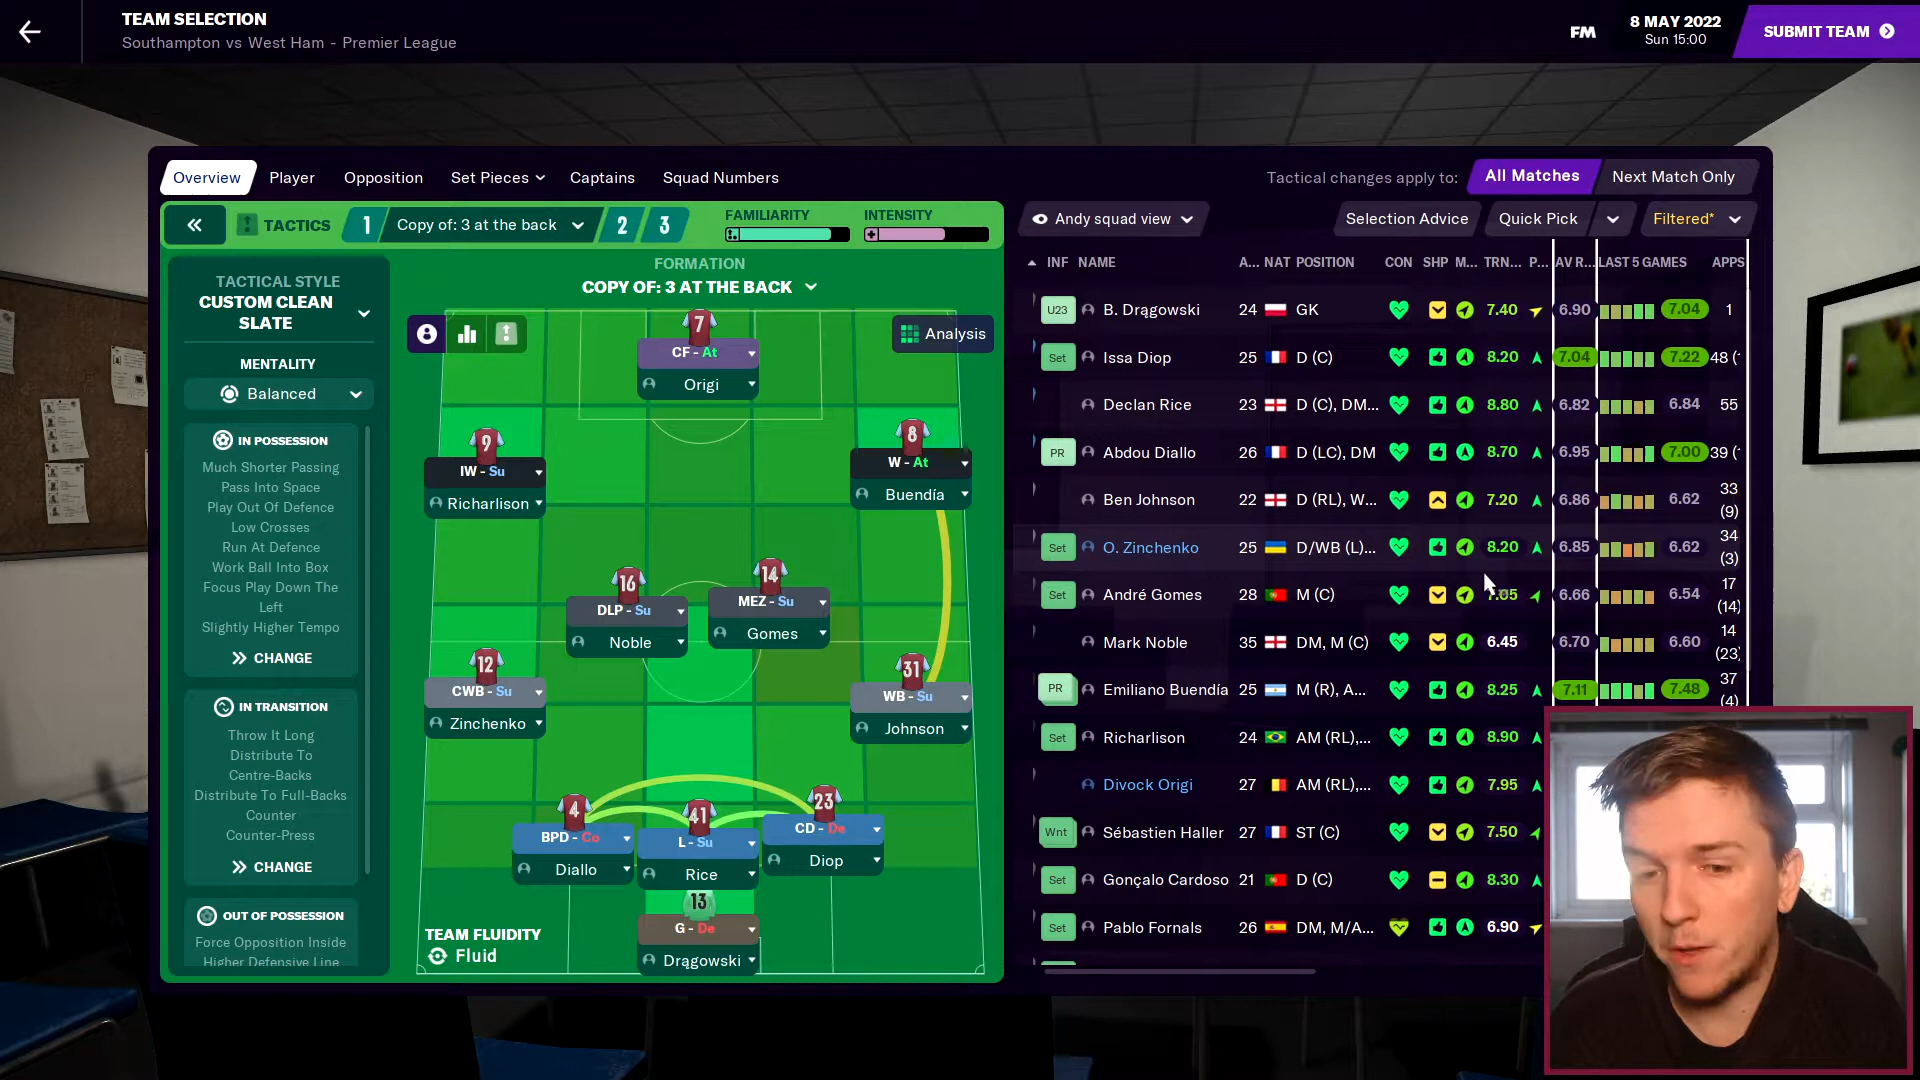 TEAM SELECTION
Southampton vs West Ham - Premier League
FM
8 MAY 2022
Sun 15:00
SUBMIT TEAM
Overview
Player
Opposition
Set Pieces
Captains
Squad Numbers
Tactical changes apply to:
All Matches
Next Match Only
TACTICS
1
Copy of: 3 at the back
2
3
FAMILIARITY
INTENSITY
Andy squad view
Selection Advice
Quick Pick
Filtered*
TACTICAL STYLE
CUSTOM CLEAN
SLATE
MENTALITY
Balanced
IN POSSESSION
Much Shorter Passing
Pass Into Space
Play Out Of Defence
Low Crosses
Run At Defence
Work Ball Into Box
Focus Play Down The
Left
Slightly Higher Tempo
CHANGE
IN TRANSITION
Throw It Long
Distribute To
Centre-Backs
Distribute To Full-Backs
Counter
Counter-Press
CHANGE
OUT OF POSSESSION
Force Opposition Inside
Higher Defensive Line
FORMATION
COPY OF: 3 AT THE BACK
Analysis
7
CF - At
Origi
9
IW - Su
Richarlison
8
W - At
Buendía
16
DLP - Su
Noble
14
MEZ - Su
Gomes
12
CWB - Su
Zinchenko
31
WB - Su
Johnson
4
BPD - Co
Diallo
41
L - Su
Rice
23
CD - De
Diop
13
G - De
Drągowski
TEAM FLUIDITY
Fluid
INF NAME A... NAT POSITION CON SHP M... TRN... P... AV R... LAST 5 GAMES APPS
U23 B. Drągowski 24 GK 7.40 6.90 7.04 1
Set Issa Diop 25 D (C) 8.20 7.04 7.22 48 (
Declan Rice 23 D (C), DM... 8.80 6.82 6.84 55
PR Abdou Diallo 26 D (LC), DM 8.70 6.95 7.00 39 (
Ben Johnson 22 D (RL), W... 7.20 6.86 6.62 33 (9)
Set O. Zinchenko 25 D/WB (L)... 8.20 6.85 6.62 34 (3)
Set André Gomes 28 M (C) 6.66 6.54 17 (14)
Mark Noble 35 DM, M (C) 6.45 6.70 6.60 14 (23)
PR Emiliano Buendía 25 M (R), A... 8.25 7.11 7.48 37 (4)
Set Richarlison 24 AM (RL),... 8.90
Divock Origi 27 AM (RL),... 7.95
Wnt Sébastien Haller 27 ST (C) 7.50
Set Gonçalo Cardoso 21 D (C) 8.30
Set Pablo Fornals 26 DM, M/A... 6.90